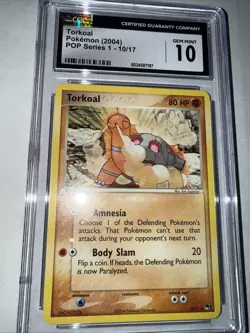 CERTIFIED GUARANTY COMPANY
Torkoal
Pokémon (2004)
POP Series 1 - 10/17
GEM MINT
10
Torkoal
80 HP
Amnesia
Choose 1 of the Defending Pokémon's
attacks. That Pokémon can't use that
attack during your opponent's next turn.
Body Slam 20
Flip a coin. If heads, the Defending Pokémon
is now Paralyzed.